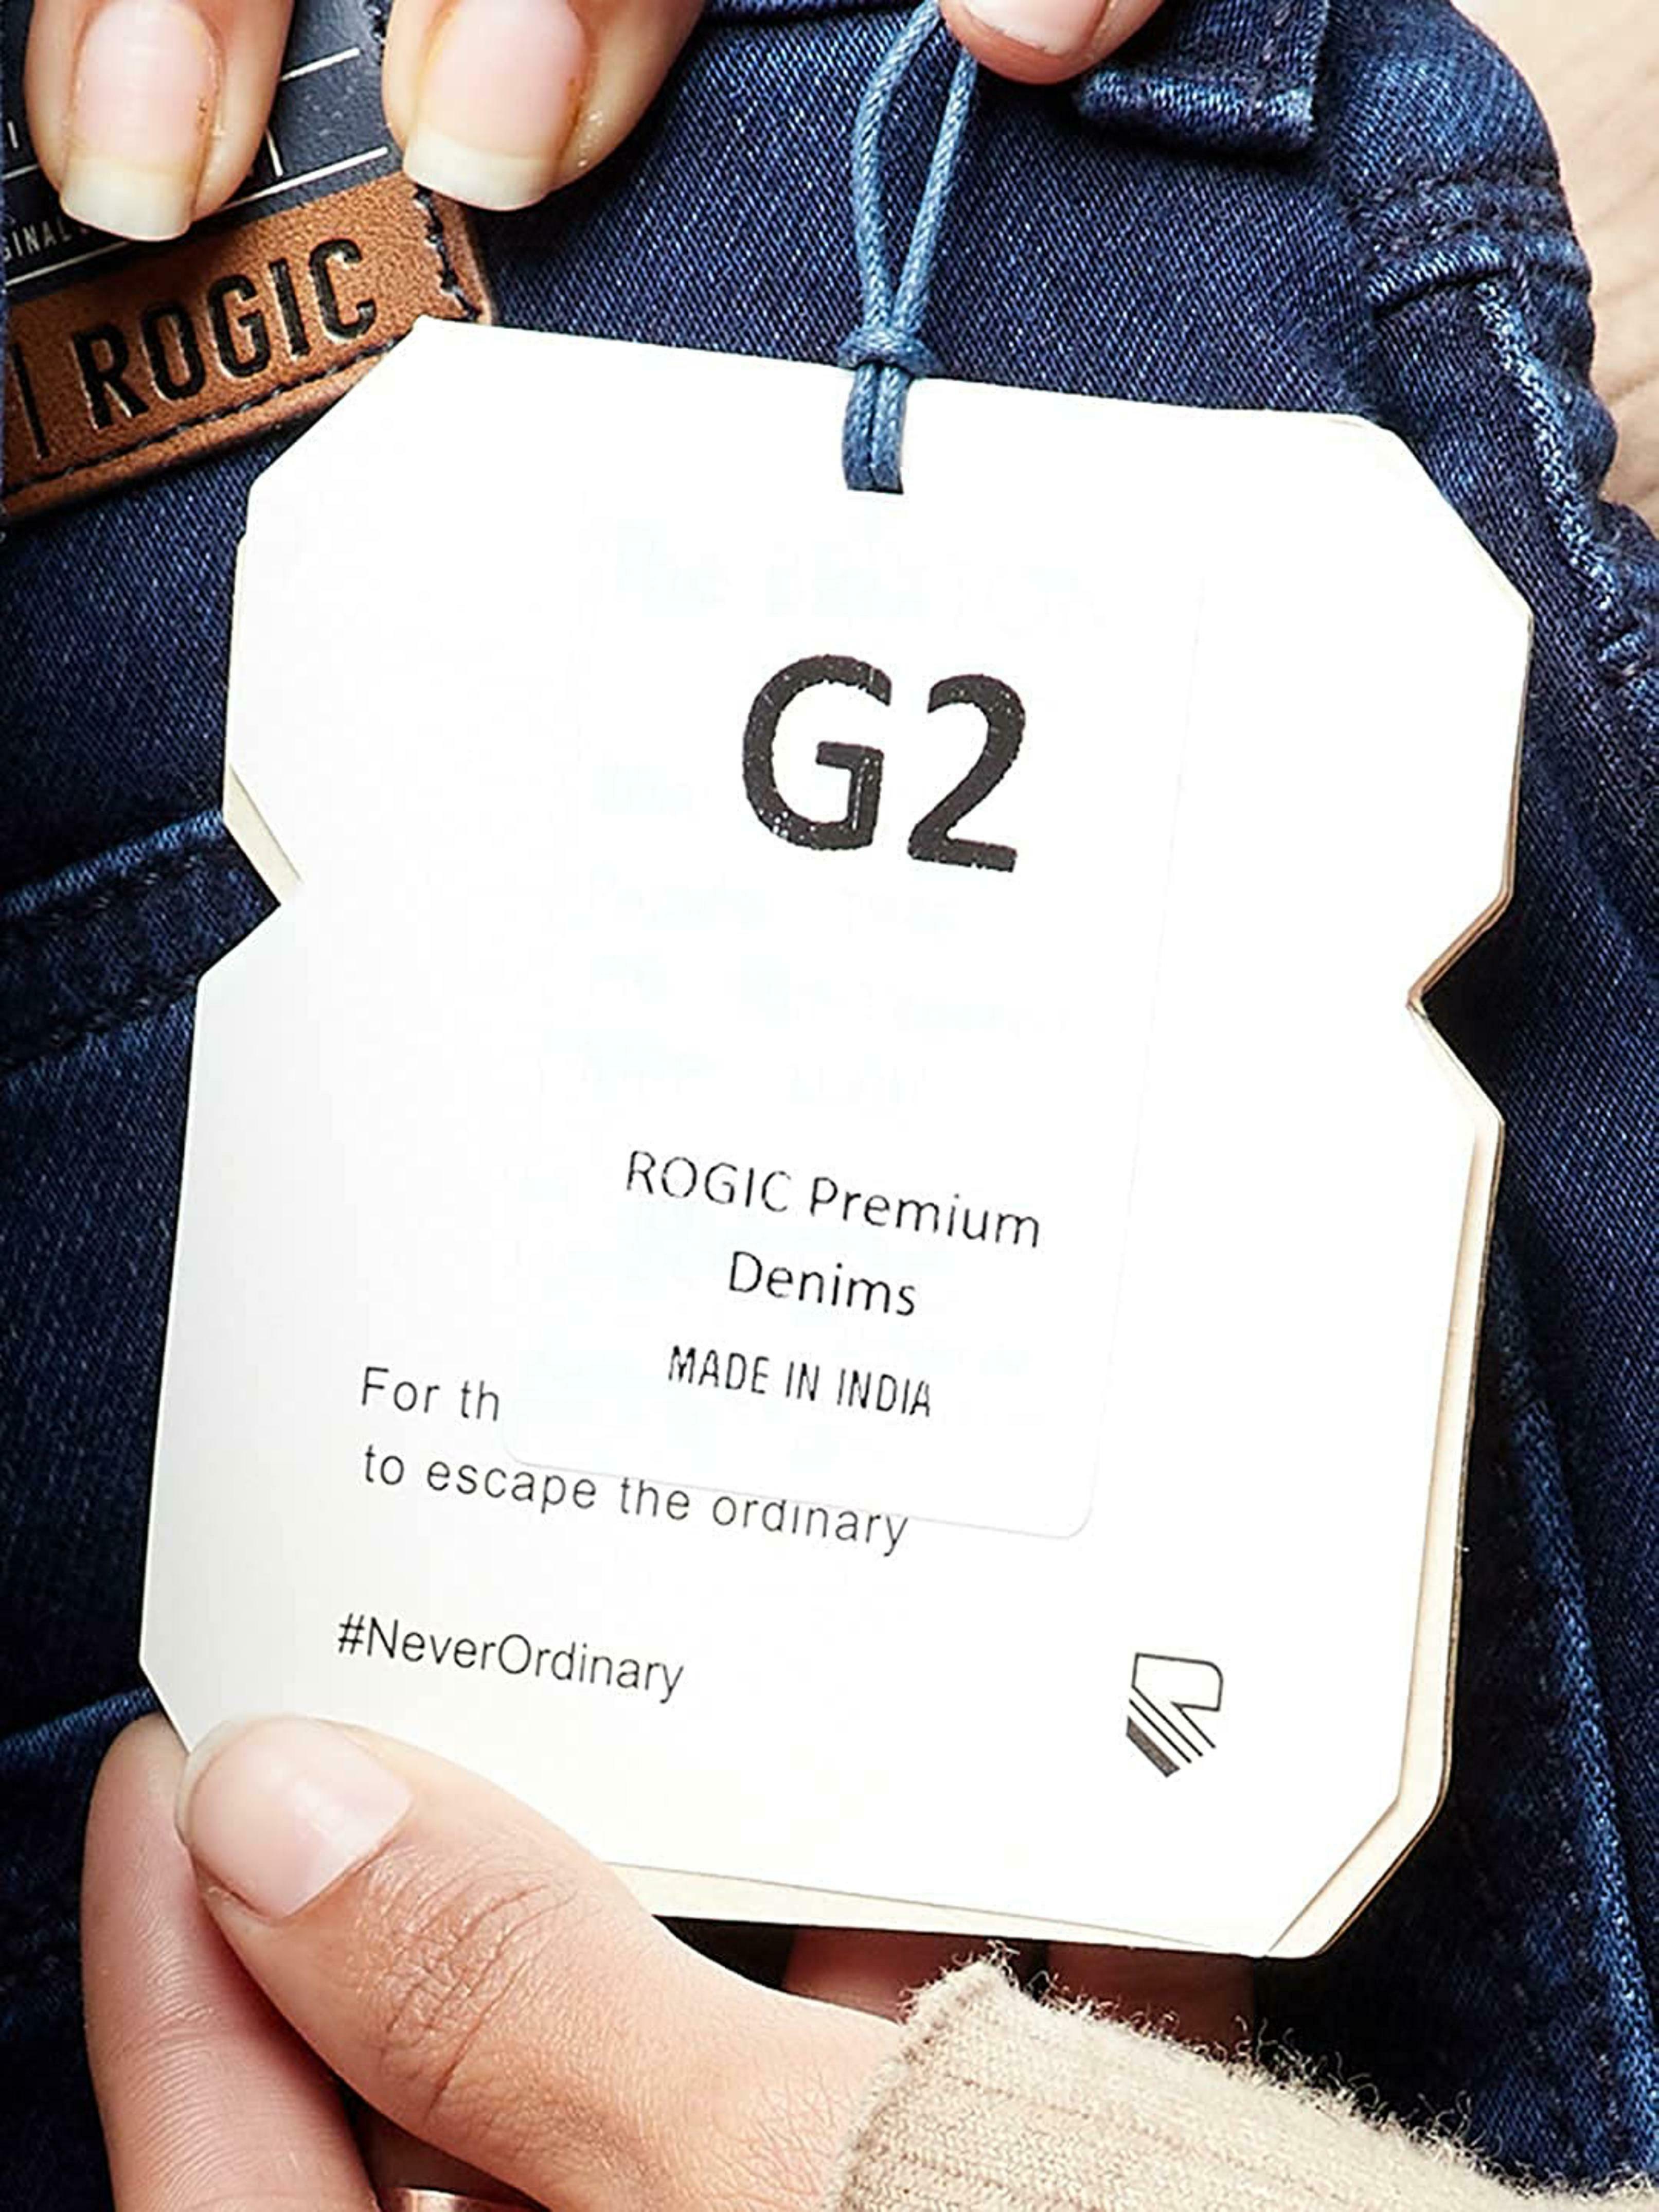 ROGIC
G2
ROGIC Premium
Denims
MADE IN INDIA
For th
to escape the ordinary
#NeverOrdinary